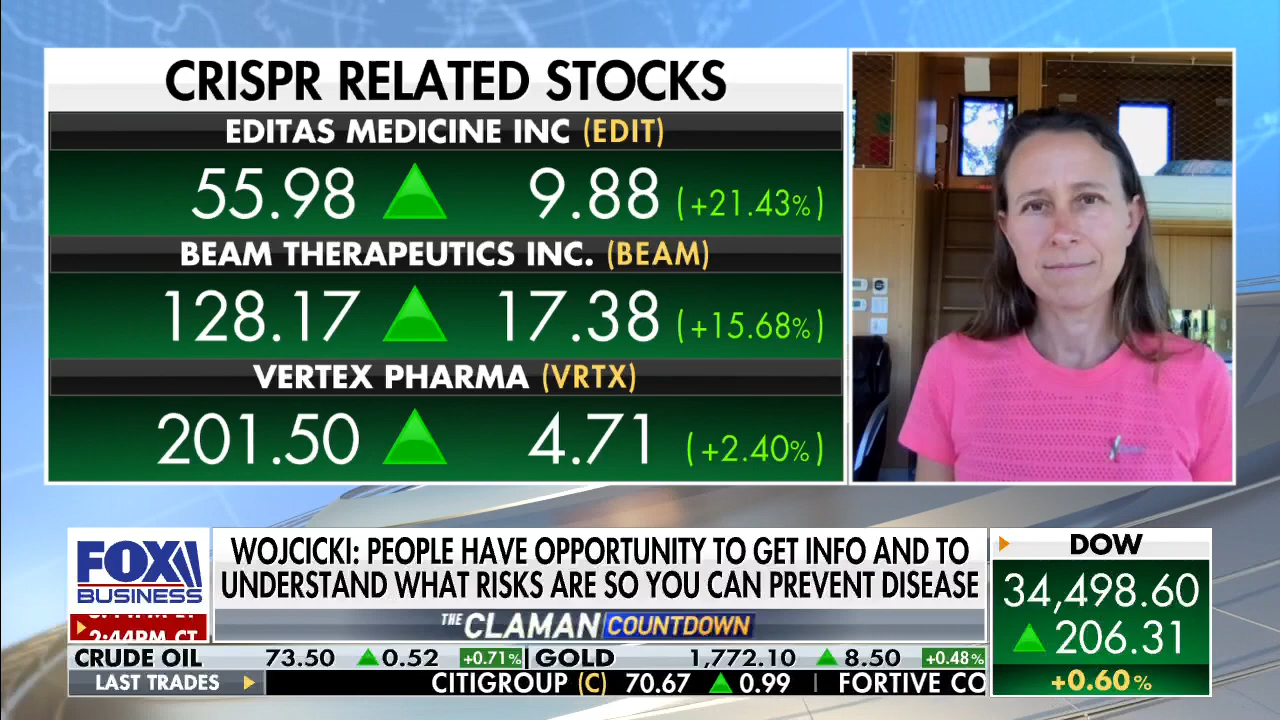 CRISPR RELATED STOCKS
EDITAS MEDICINE INC (EDIT)
55.98 9.88 (+21.43%)
BEAM THERAPEUTICS INC. (BEAM)
128.17 17.38 (+15.68%)
VERTEX PHARMA (VRTX)
201.50 4.71 (+2.40%)
FOX
BUSINESS
2:44PM CT
WOJCICKI: PEOPLE HAVE OPPORTUNITY TO GET INFO AND TO
UNDERSTAND WHAT RISKS ARE SO YOU CAN PREVENT DISEASE
THE CLAMAN COUNTDOWN
DOW
34,498.60
206.31
+0.60%
CRUDE OIL 73.50 0.52 +0.71% GOLD 1,772.10 8.50 +0.48%
LAST TRADES CITIGROUP (C) 70.67 0.99 FORTIVE CO